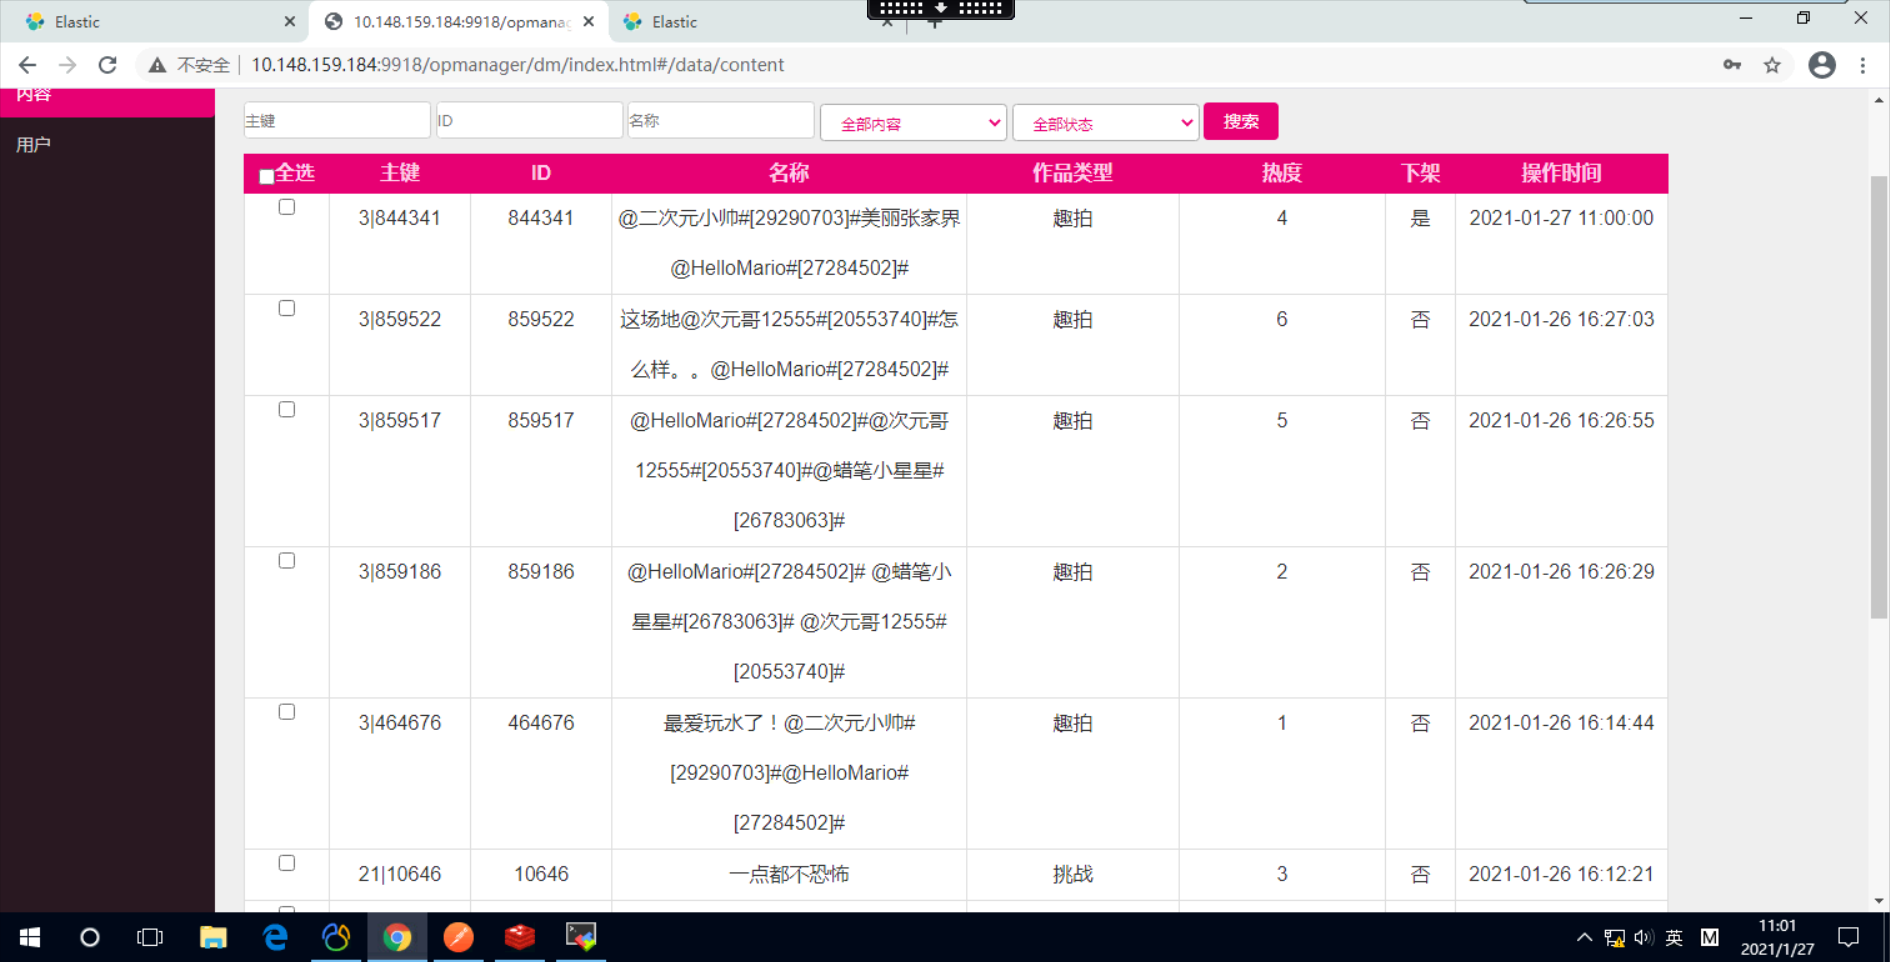 Elastic
10.148.159.184:9918/opmanag
Elastic
不安全
10.148.159.184:9918/opmanager/dm/index.html#/data/content
内容
用户
主键
ID
名称
全部内容
全部状态
搜索
全选 主键 ID 名称 作品类型 热度 下架 操作时间
3|844341 844341 @二次元小帅#[29290703]#美丽张家界 趣拍 4 是 2021-01-27 11:00:00
@HelloMario#[27284502]#
3|859522 859522 这场地@次元哥12555#[20553740]#怎 趣拍 6 否 2021-01-26 16:27:03
么样。。@HelloMario#[27284502]#
3|859517 859517 @HelloMario#[27284502]#@次元哥 趣拍 5 否 2021-01-26 16:26:55
12555#[20553740]#@蜡笔小星星#
[26783063]#
3|859186 859186 @HelloMario#[27284502]# @蜡笔小 趣拍 2 否 2021-01-26 16:26:29
星星#[26783063]# @次元哥12555#
[20553740]#
3|464676 464676 最爱玩水了！@二次元小帅# 趣拍 1 否 2021-01-26 16:14:44
[29290703]#@HelloMario#
[27284502]#
21|10646 10646 一点都不恐怖 挑战 3 否 2021-01-26 16:12:21
英
M
11:01
2021/1/27